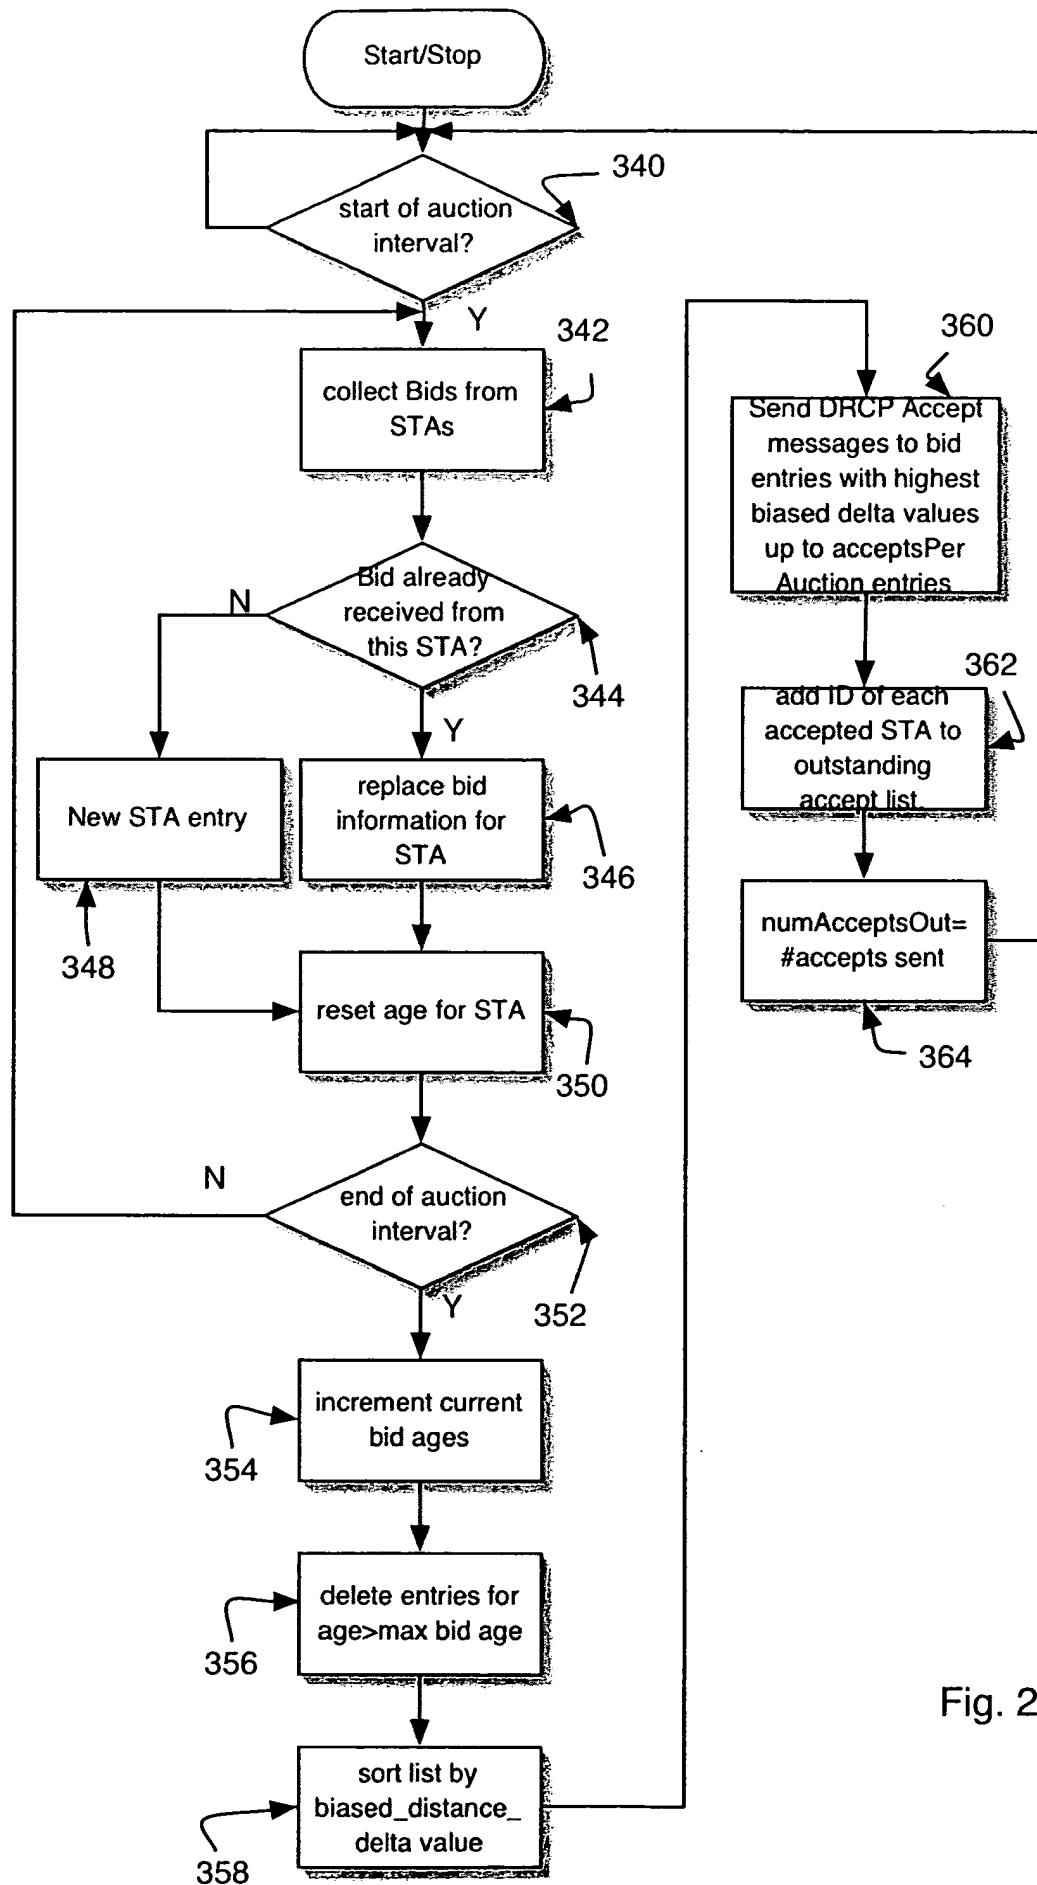 Start/Stop
340
start of auction
interval?
Y
342
collect Bids from
STAs
N
Bid already
received from
this STA?
344
Y
New STA entry
replace bid
information for
STA
346
348
reset age for STA
350
N
end of auction
interval?
Y
352
increment current
bid ages
354
delete entries for
age>max bid age
356
sort list by
biased_distance_
delta value
358
360
Send DRCP Accept
messages to bid
entries with highest
biased delta values
up to acceptsPer
Auction entries
362
add ID of each
accepted STA to
outstanding
accept list.
numAcceptsOut=
#accepts sent
364
Fig. 2